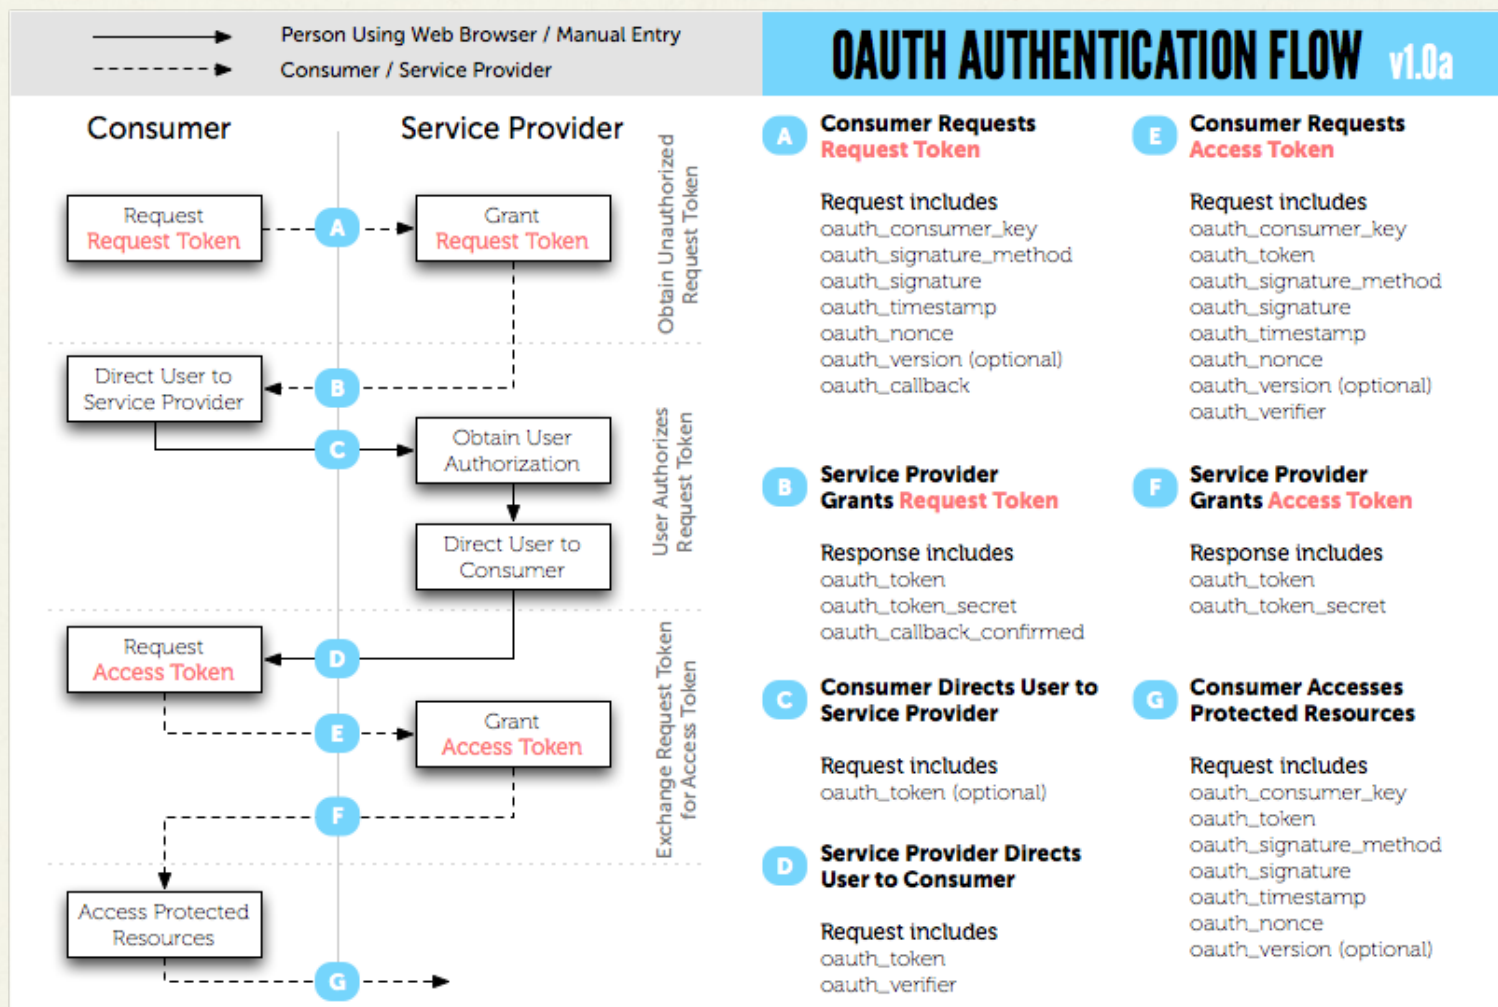 Person Using Web Browser / Manual Entry
Consumer / Service Provider
OAUTH AUTHENTICATION FLOW v1.0a
Consumer
Service Provider
Request
Request Token
A
Grant
Request Token
Obtain Unauthorized
Request Token
Direct User to
Service Provider
B
C
Obtain User
Authorization
Direct User to
Consumer
User Authorizes
Request Token
Request
Access Token
D
E
Grant
Access Token
F
Exchange Request Token
for Access Token
Access Protected
Resources
G
A
Consumer Requests
Request Token
Request includes
oauth_consumer_key
oauth_signature_method
oauth_signature
oauth_timestamp
oauth_nonce
oauth_version (optional)
oauth_callback
B
Service Provider
Grants Request Token
Response includes
oauth_token
oauth_token_secret
oauth_callback_confirmed
C
Consumer Directs User to
Service Provider
Request includes
oauth_token (optional)
D
Service Provider Directs
User to Consumer
Request includes
oauth_token
oauth_verifier
E
Consumer Requests
Access Token
Request includes
oauth_consumer_key
oauth_token
oauth_signature_method
oauth_signature
oauth_timestamp
oauth_nonce
oauth_version (optional)
oauth_verifier
F
Service Provider
Grants Access Token
Response includes
oauth_token
oauth_token_secret
G
Consumer Accesses
Protected Resources
Request includes
oauth_consumer_key
oauth_token
oauth_signature_method
oauth_signature
oauth_timestamp
oauth_nonce
oauth_version (optional)